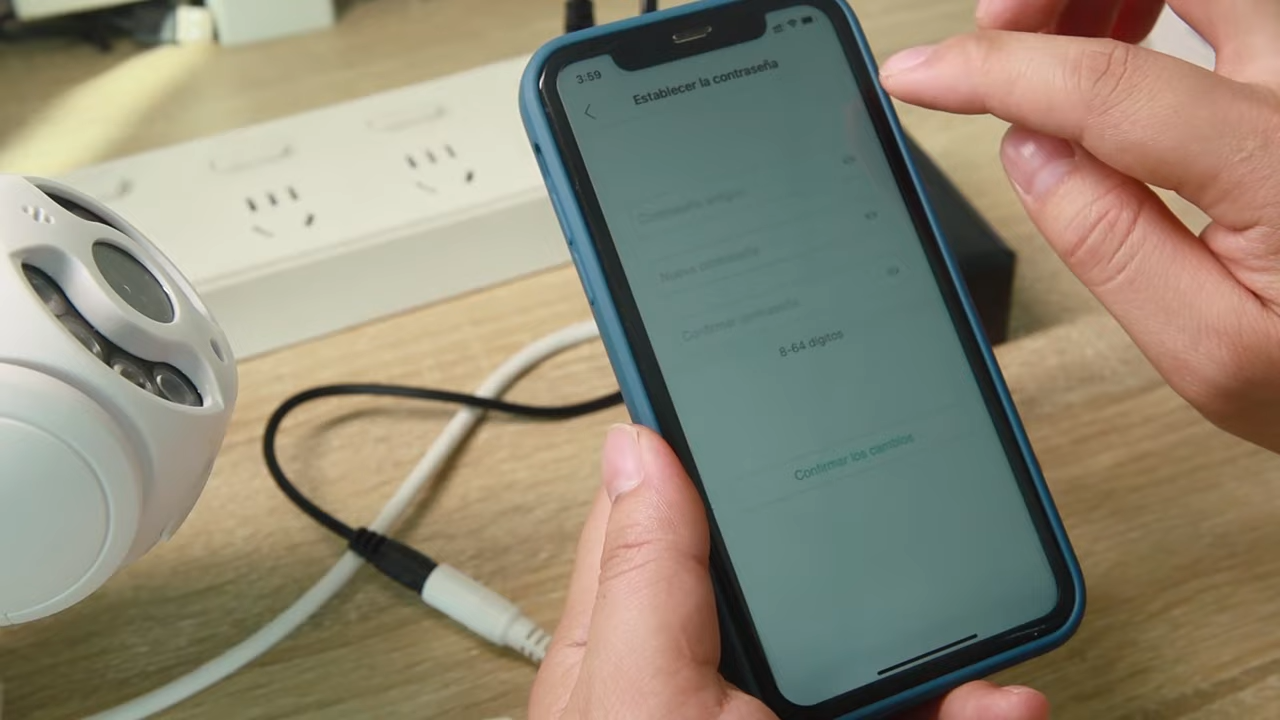 3:59
Establecer la contraseña
Contraseña antigua
Nueva contraseña
Confirmar contraseña
8-64 dígitos
Confirmar los cambios